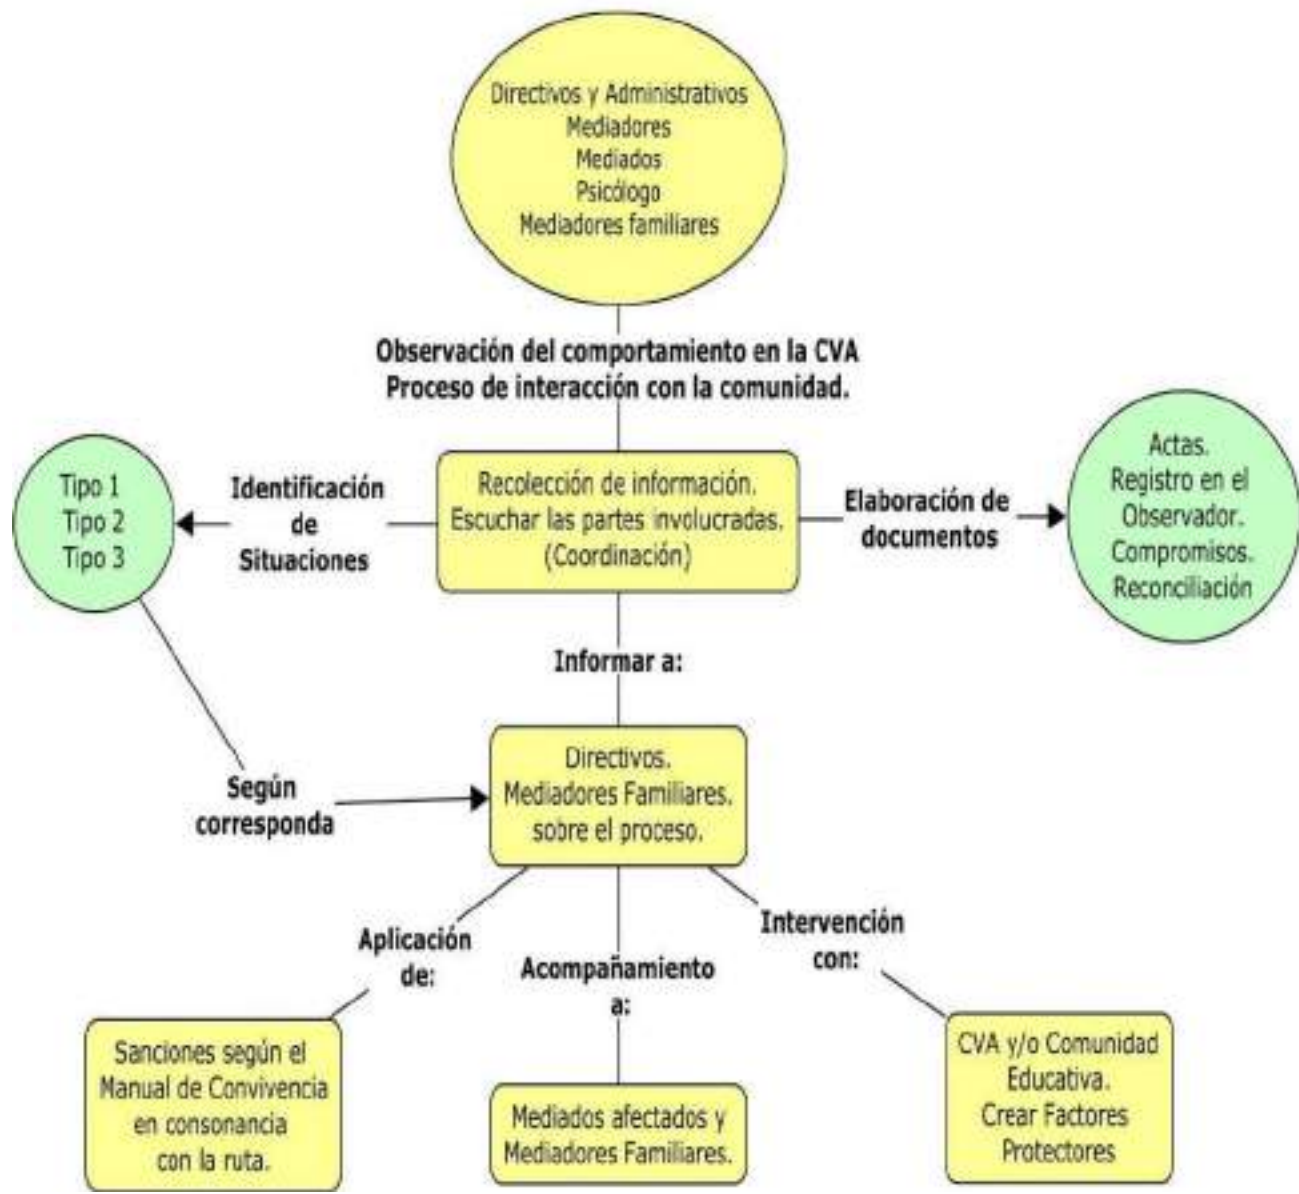 Directivos y Administrativos
Mediadores
Mediados
Psicólogo
Mediadores familiares
Observación del comportamiento en la CVA
Proceso de interacción con la comunidad.
Tipo 1
Tipo 2
Tipo 3
Identificación
de
Situaciones
Recolección de información.
Escuchar las partes involucradas.
(Coordinación)
Elaboración de
documentos
Actas.
Registro en el
Observador.
Compromisos.
Reconciliación
Informar a:
Según
corresponda
Directivos.
Mediadores Familiares.
sobre el proceso.
Aplicación
de:
Acompañamiento
a:
Intervención
con:
Sanciones según el
Manual de Convivencia
en consonancia
con la ruta.
Mediados afectados y
Mediadores Familiares.
CVA y/o Comunidad
Educativa.
Crear Factores
Protectores